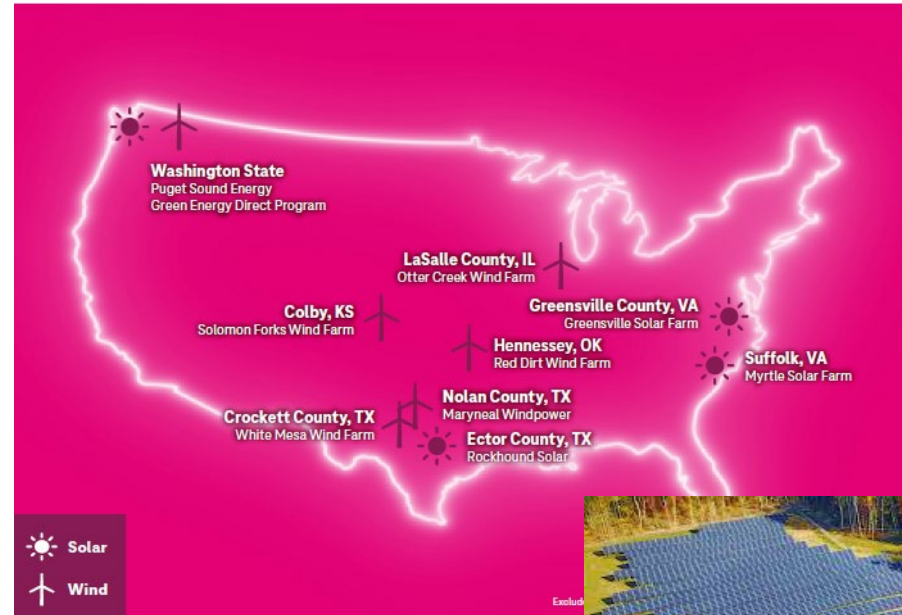 Washington State
Puget Sound Energy
Green Energy Direct Program
LaSalle County, IL
Otter Creek Wind Farm
Colby, KS
Solomon Forks Wind Farm
Greensville County, VA
Greensville Solar Farm
Hennessey, OK
Red Dirt Wind Farm
Suffolk, VA
Myrtle Solar Farm
Nolan County, TX
Maryneal Windpower
Crockett County, TX
White Mesa Wind Farm
Ector County, TX
Rockhound Solar
Solar
Wind